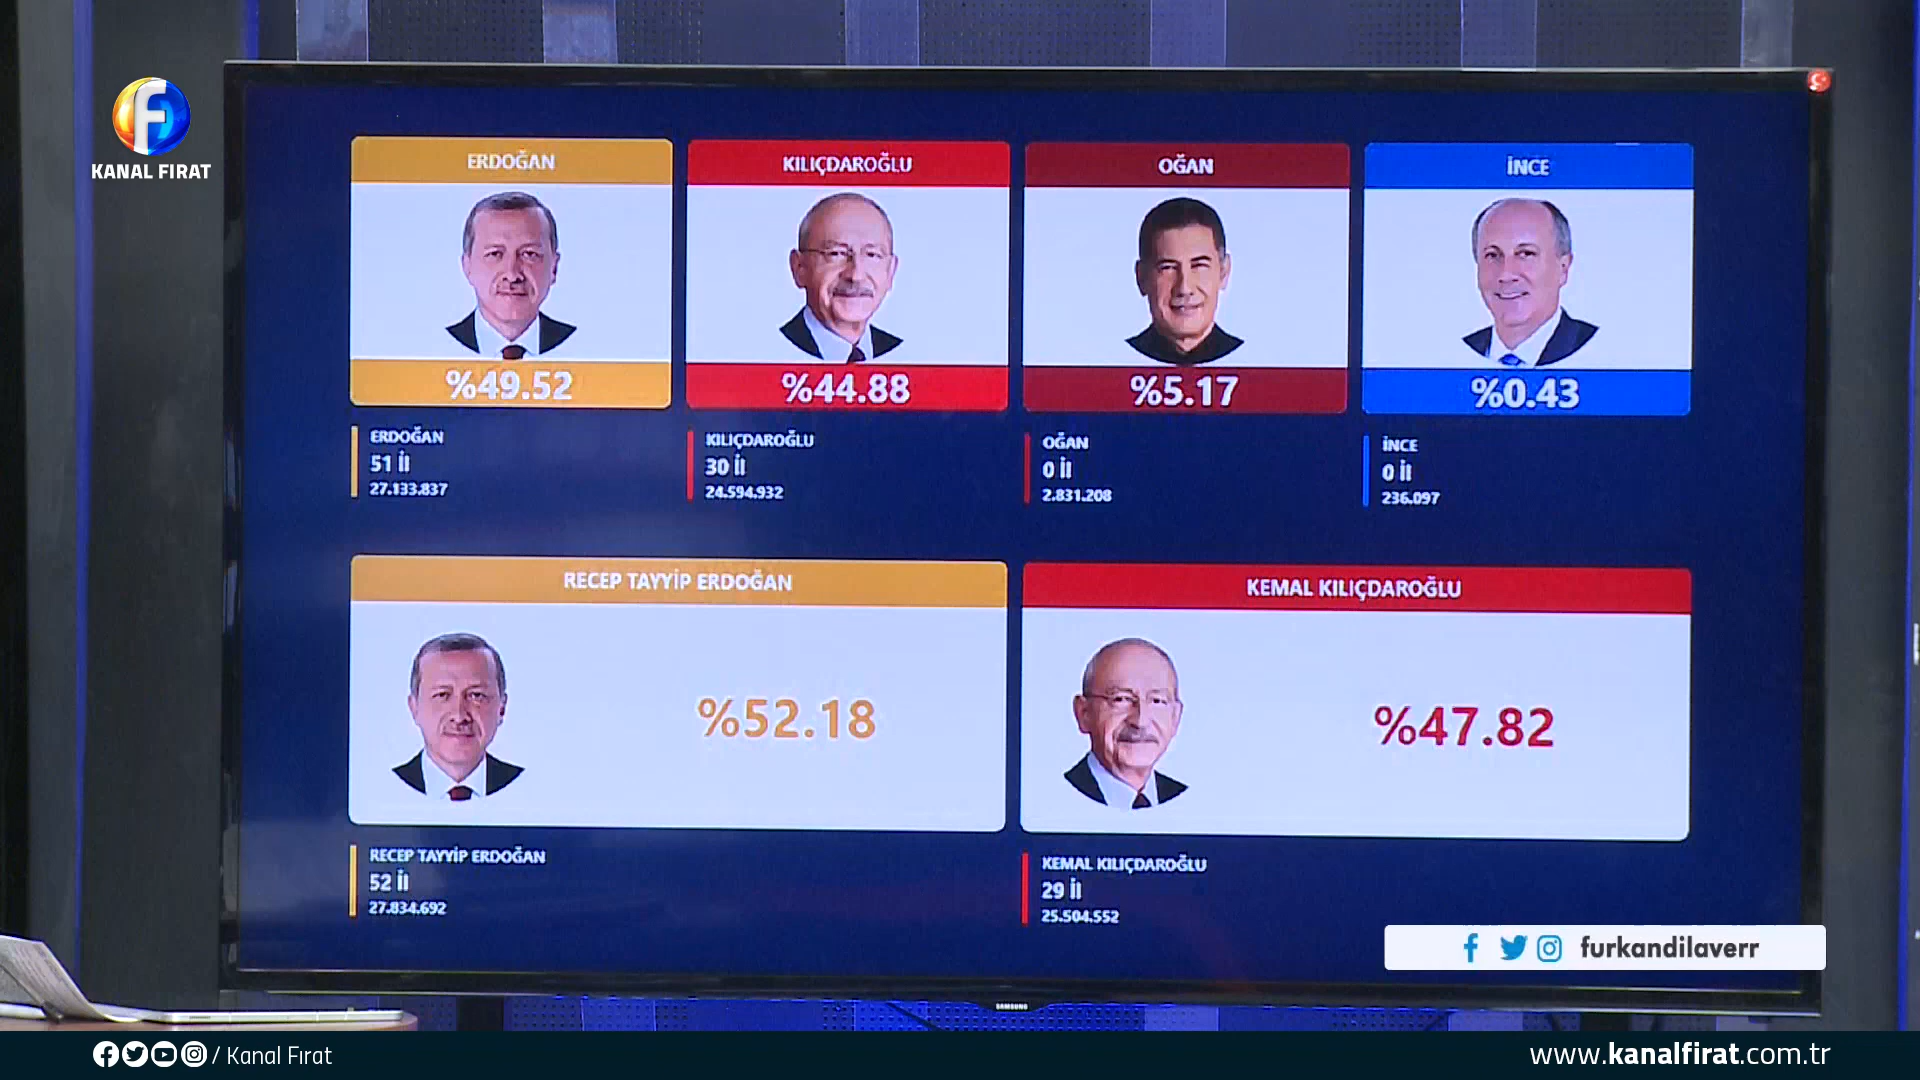 KANAL FIRAT
ERDOĞAN
%49.52
ERDOĞAN
51 İl
27.133.837
KILIÇDAROĞLU
%44.88
KILIÇDAROĞLU
30 İl
24.594.932
OĞAN
%5.17
OĞAN
0 İl
2.831.208
İNCE
%0.43
İNCE
0 İl
236.097
RECEP TAYYİP ERDOĞAN
%52.18
RECEP TAYYİP ERDOĞAN
52 İl
27.834.692
KEMAL KILIÇDAROĞLU
%47.82
KEMAL KILIÇDAROĞLU
29 İl
25.504.552
furkandilaverr
SAMSUNG
/ Kanal Fırat
www.kanalfirat.com.tr